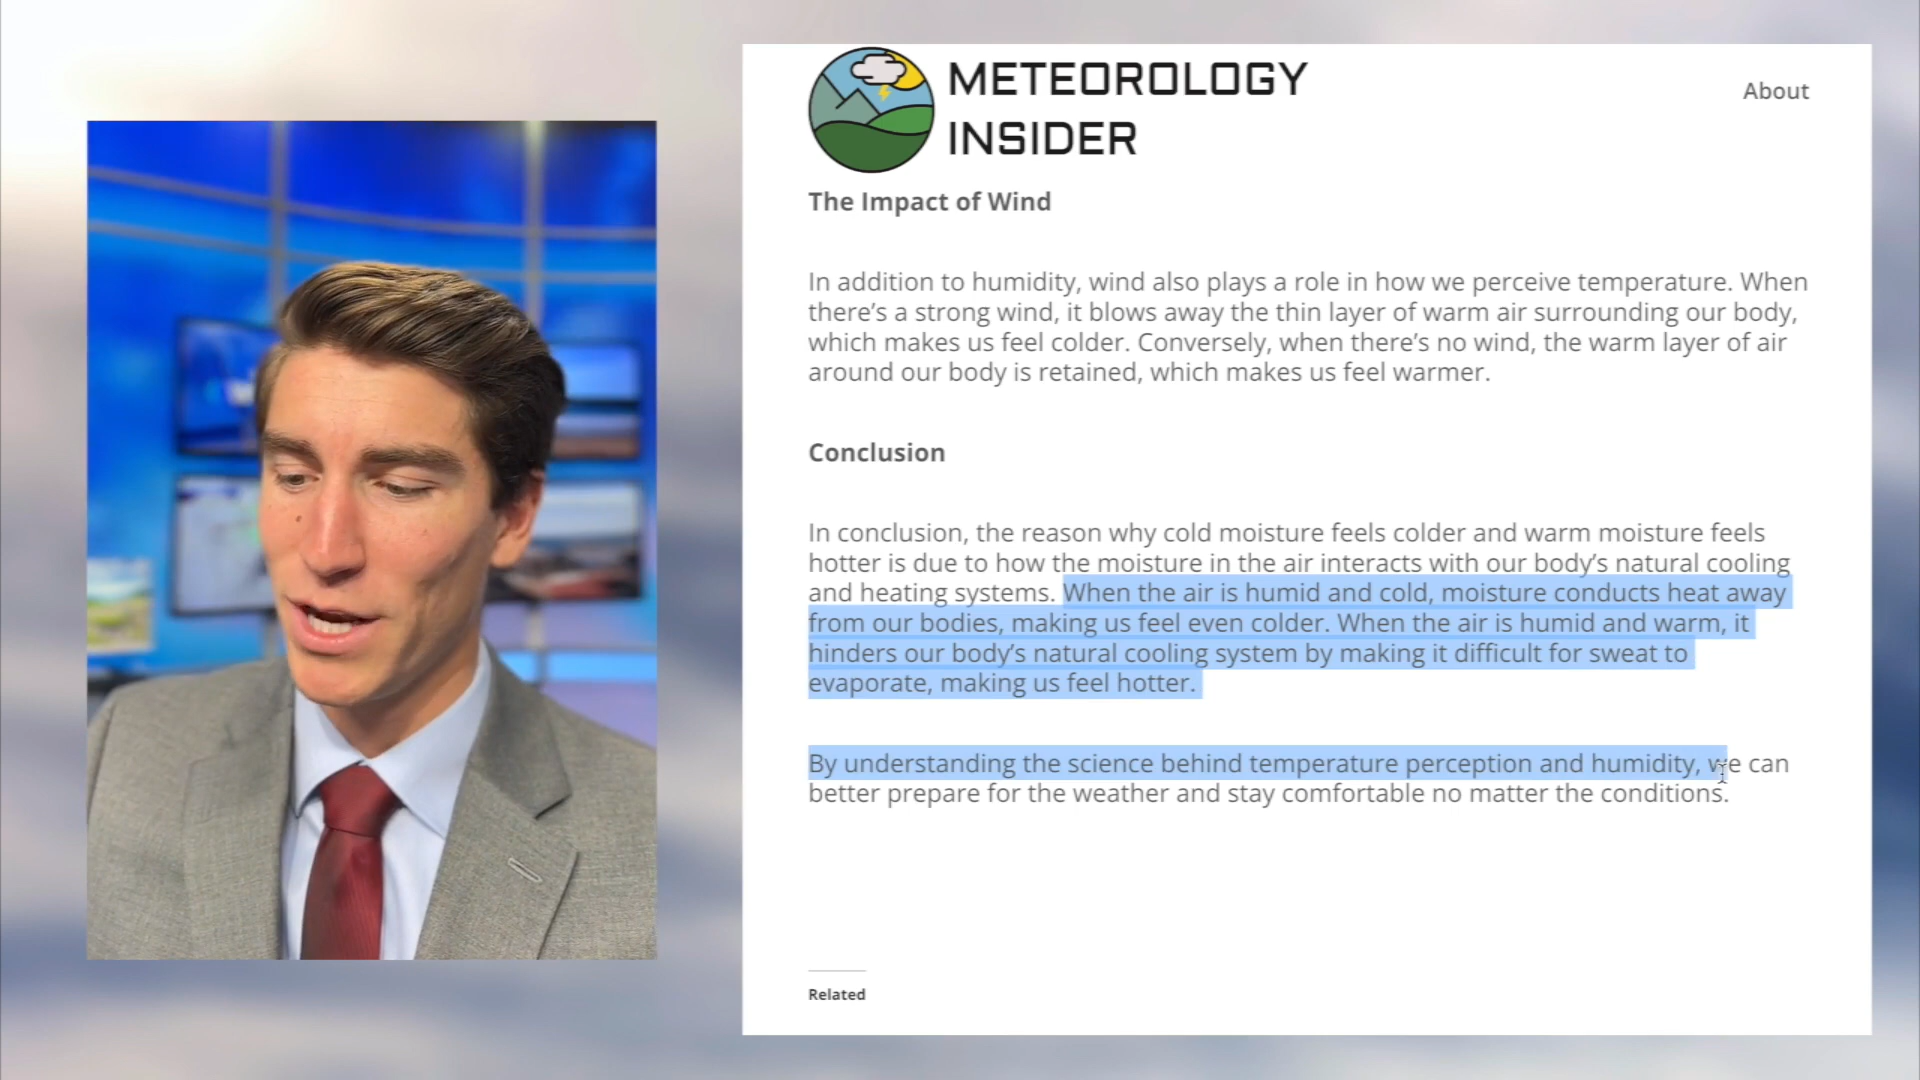 METEOROLOGY
INSIDER
About
The Impact of Wind
In addition to humidity, wind also plays a role in how we perceive temperature. When
there’s a strong wind, it blows away the thin layer of warm air surrounding our body,
which makes us feel colder. Conversely, when there’s no wind, the warm layer of air
around our body is retained, which makes us feel warmer.
Conclusion
In conclusion, the reason why cold moisture feels colder and warm moisture feels
hotter is due to how the moisture in the air interacts with our body’s natural cooling
and heating systems. When the air is humid and cold, moisture conducts heat away
from our bodies, making us feel even colder. When the air is humid and warm, it
hinders our body’s natural cooling system by making it difficult for sweat to
evaporate, making us feel hotter.
By understanding the science behind temperature perception and humidity, we can
better prepare for the weather and stay comfortable no matter the conditions.
Related